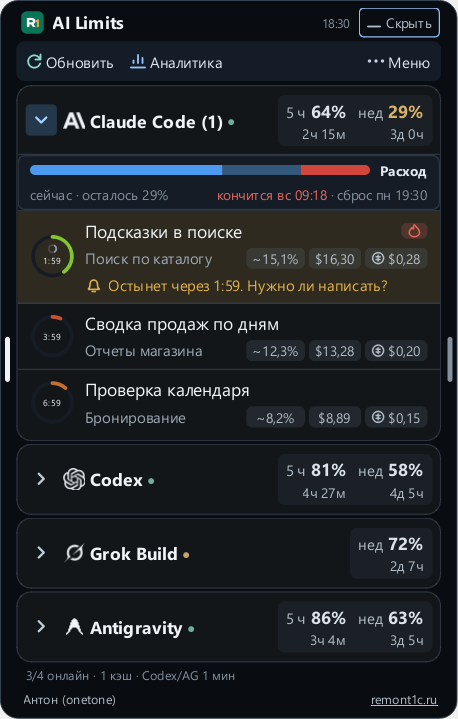 R1 AI Limits 18:30 Скрыть
Обновить Аналитика Меню
Claude Code (1) 5 ч 64% нед 29%
2ч 15м 3д 0ч
Расход
сейчас · осталось 29% кончится вс 09:18 · сброс пн 19:30
Подсказки в поиске
1:59 Поиск по каталогу ~15,1% $16,30 $0,28
Остынет через 1:59. Нужно ли написать?
Сводка продаж по дням
3:59 Отчеты магазина ~12,3% $13,28 $0,20
Проверка календаря
6:59 Бронирование ~8,2% $8,89 $0,15
Codex 5 ч 81% нед 58%
4ч 27м 4д 5ч
Grok Build нед 72%
2д 7ч
Antigravity 5 ч 86% нед 63%
3ч 4м 3д 5ч
3/4 онлайн · 1 кэш · Codex/AG 1 мин
Антон (onetone) remont1c.ru